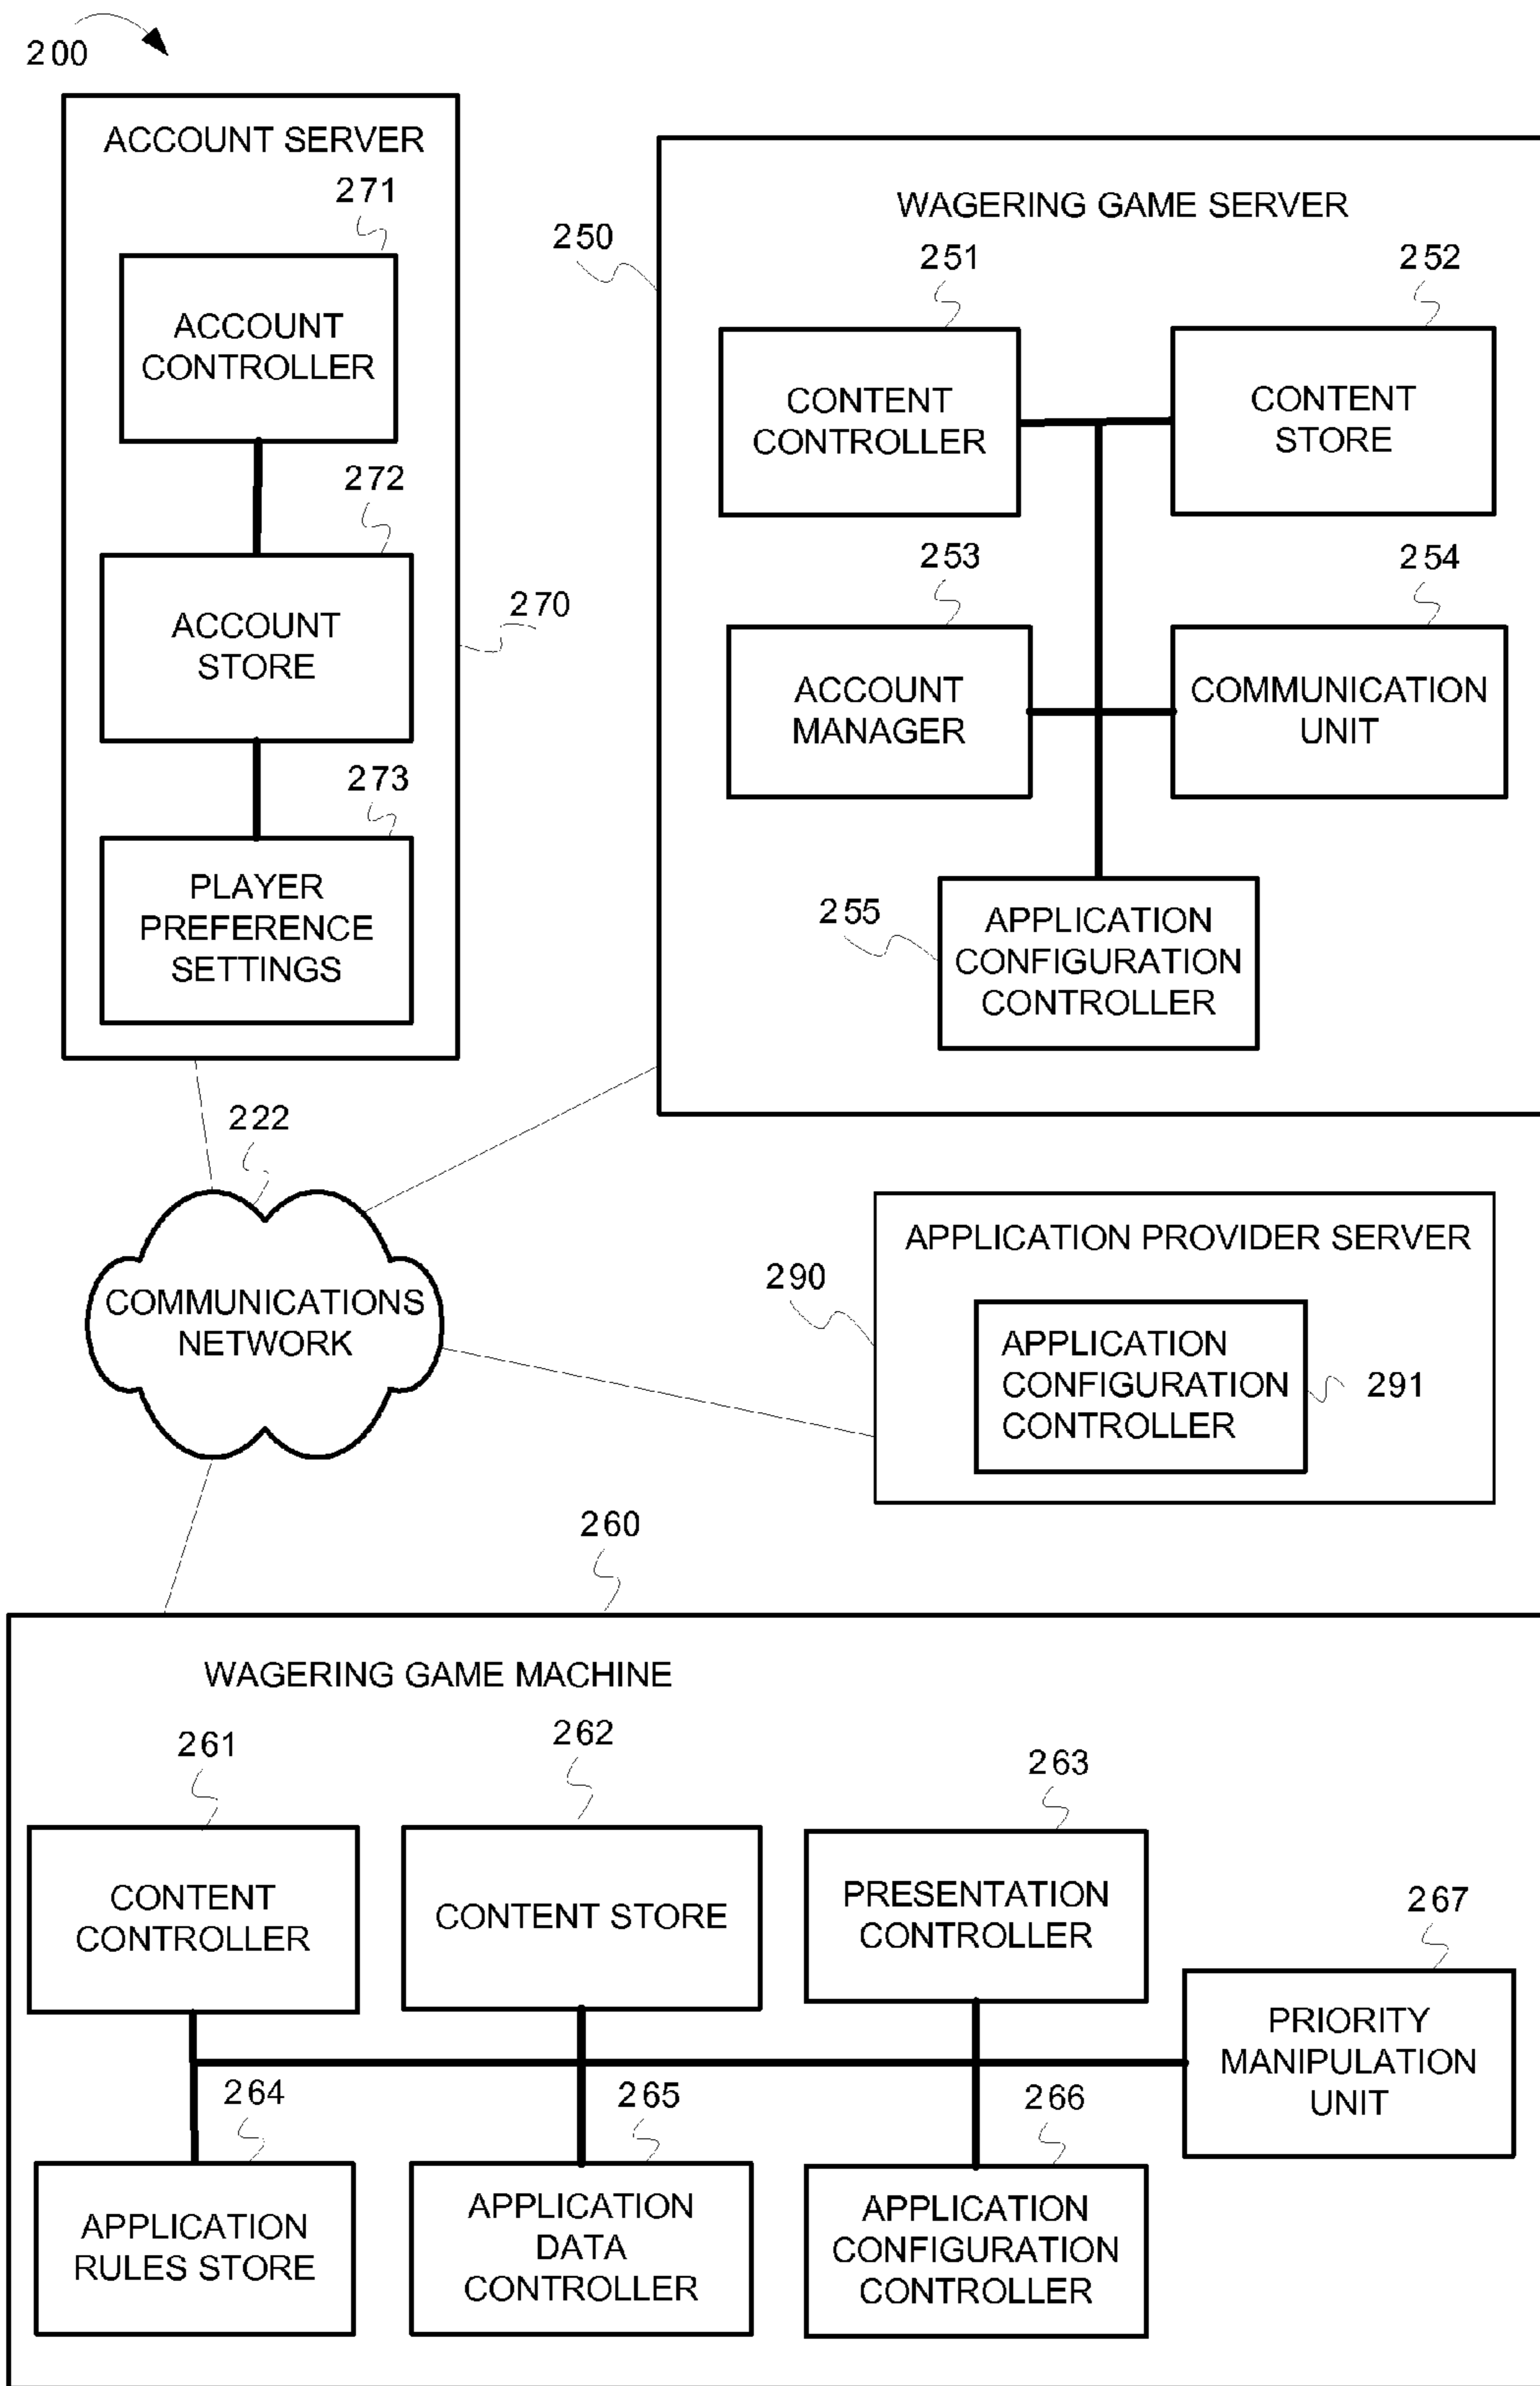 200
ACCOUNT SERVER
271
ACCOUNT
CONTROLLER
272
ACCOUNT
STORE
270
273
PLAYER
PREFERENCE
SETTINGS
WAGERING GAME SERVER
250
251
CONTENT
CONTROLLER
252
CONTENT
STORE
253
ACCOUNT
MANAGER
254
COMMUNICATION
UNIT
255
APPLICATION
CONFIGURATION
CONTROLLER
222
COMMUNICATIONS
NETWORK
APPLICATION PROVIDER SERVER
290
APPLICATION
CONFIGURATION
CONTROLLER
291
260
WAGERING GAME MACHINE
261
CONTENT
CONTROLLER
262
CONTENT STORE
263
PRESENTATION
CONTROLLER
267
PRIORITY
MANIPULATION
UNIT
264
APPLICATION
RULES STORE
265
APPLICATION
DATA
CONTROLLER
266
APPLICATION
CONFIGURATION
CONTROLLER